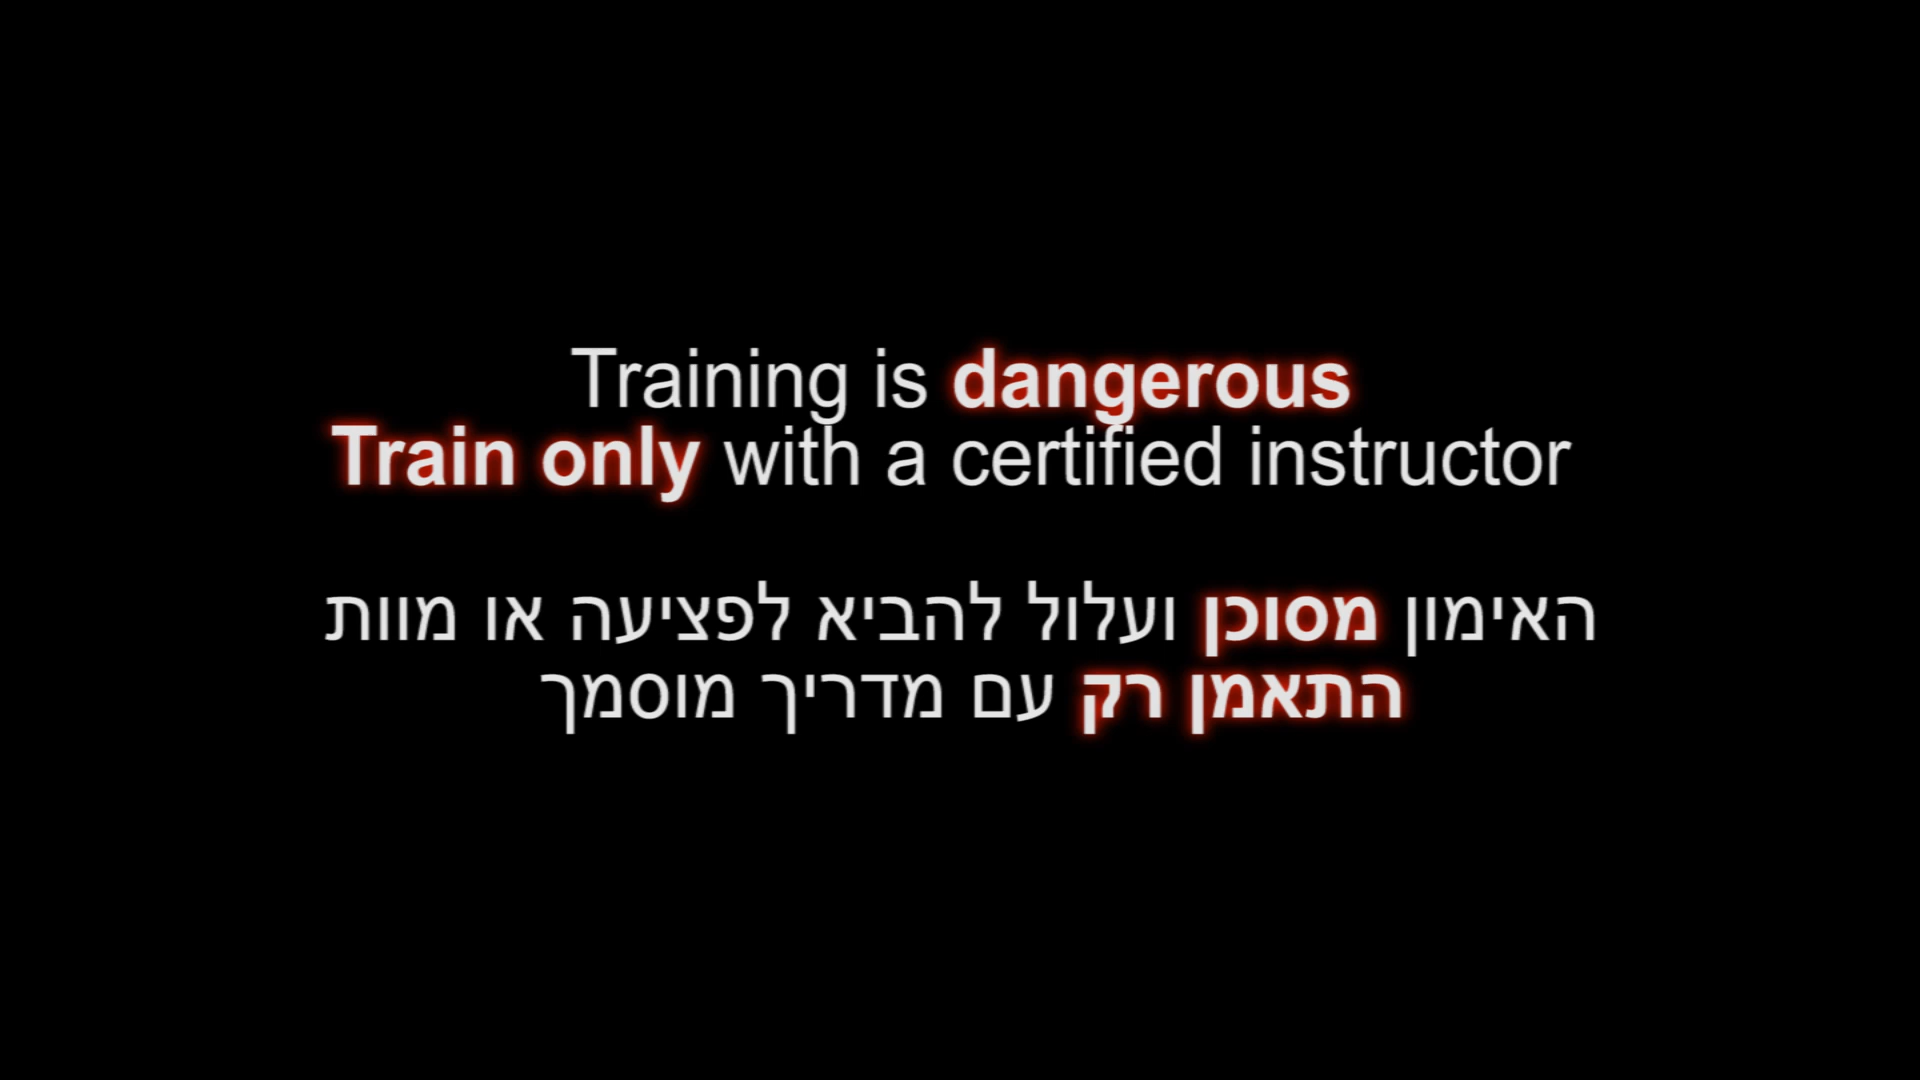 Training is dangerous
Train only with a certified instructor
האימון מסוכן ועלול להביא לפציעה או מוות
התאמן רק עם מדריך מוסמך